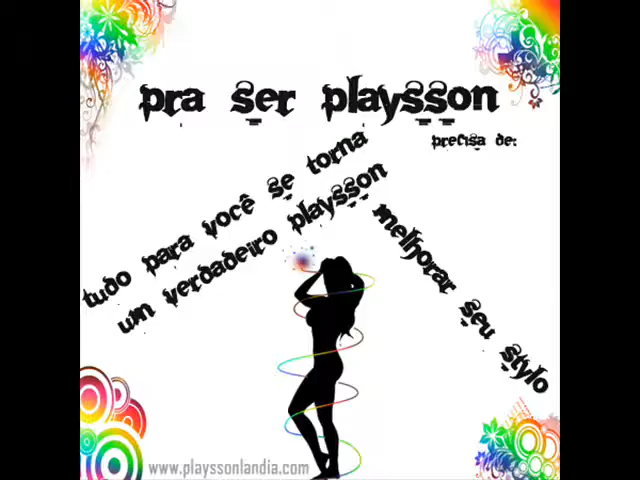 pra ser playsson
precisa de:
tudo para você se torna
um verdadeiro playsson
melhorar seu stylo
www.playssonlandia.com